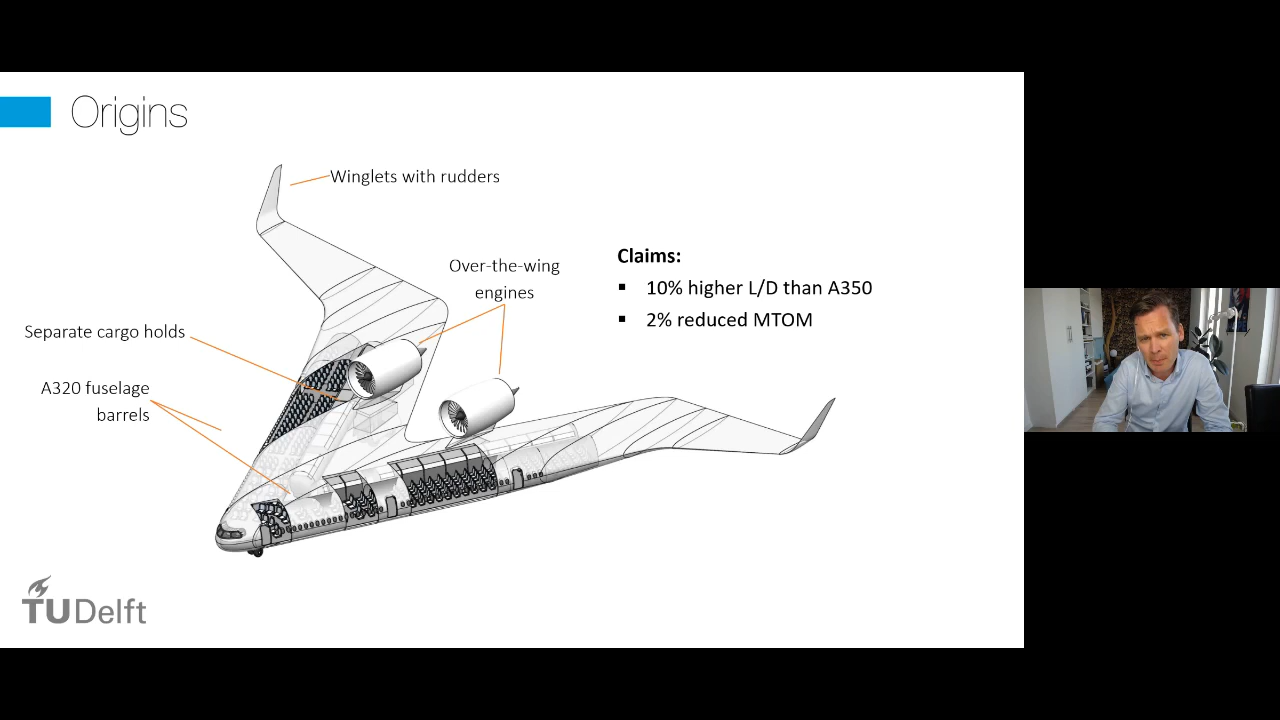 Origins
Winglets with rudders
Over-the-wing
engines
Separate cargo holds
A320 fuselage
barrels
Claims:
▪ 10% higher L/D than A350
▪ 2% reduced MTOM
TUDelft